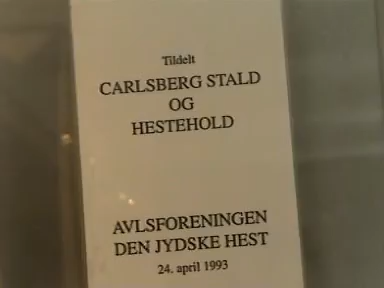 Tildelt
CARLSBERG STALD
OG
HESTEHOLD
AVLSFORENINGEN
DEN JYDSKE HEST
24. april 1993